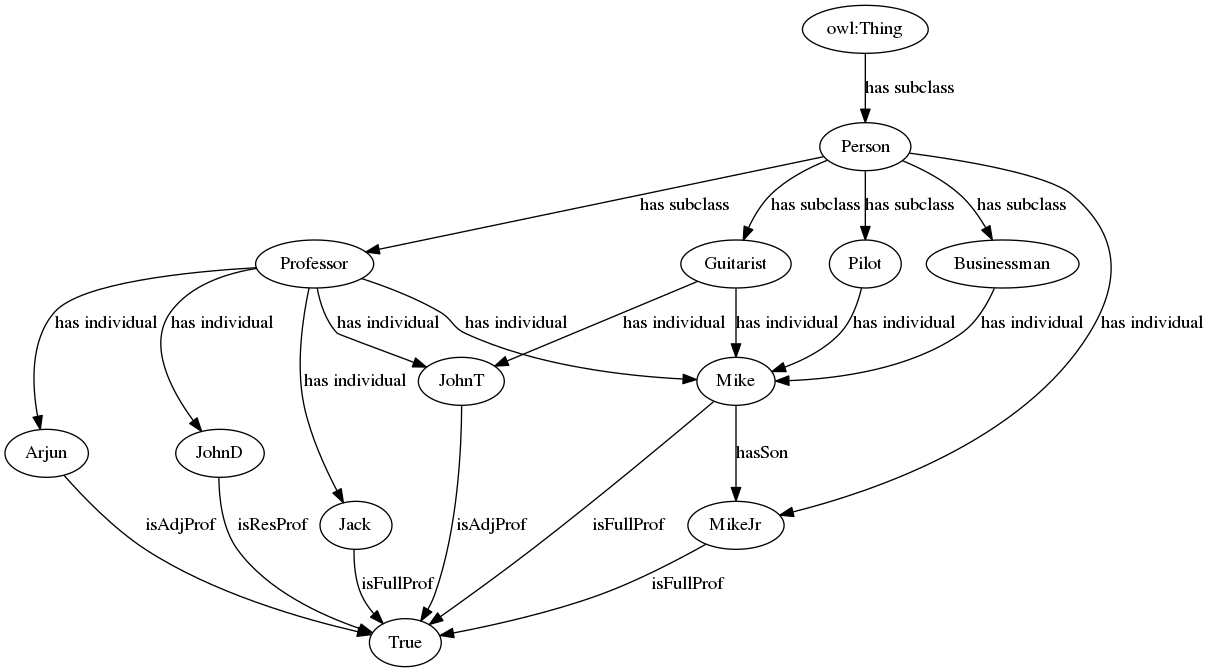 owl:Thing
has subclass
Person
has subclass
has subclass
has subclass
has subclass
Professor
Guitarist
Pilot
Businessman
has individual
has individual
has individual
has individual
has individual
has individual
has individual
has individual
has individual
has individual
JohnT
Mike
Arjun
JohnD
hasSon
isAdjProf
isResProf
Jack
isAdjProf
isFullProf
MikeJr
isFullProf
isFullProf
True